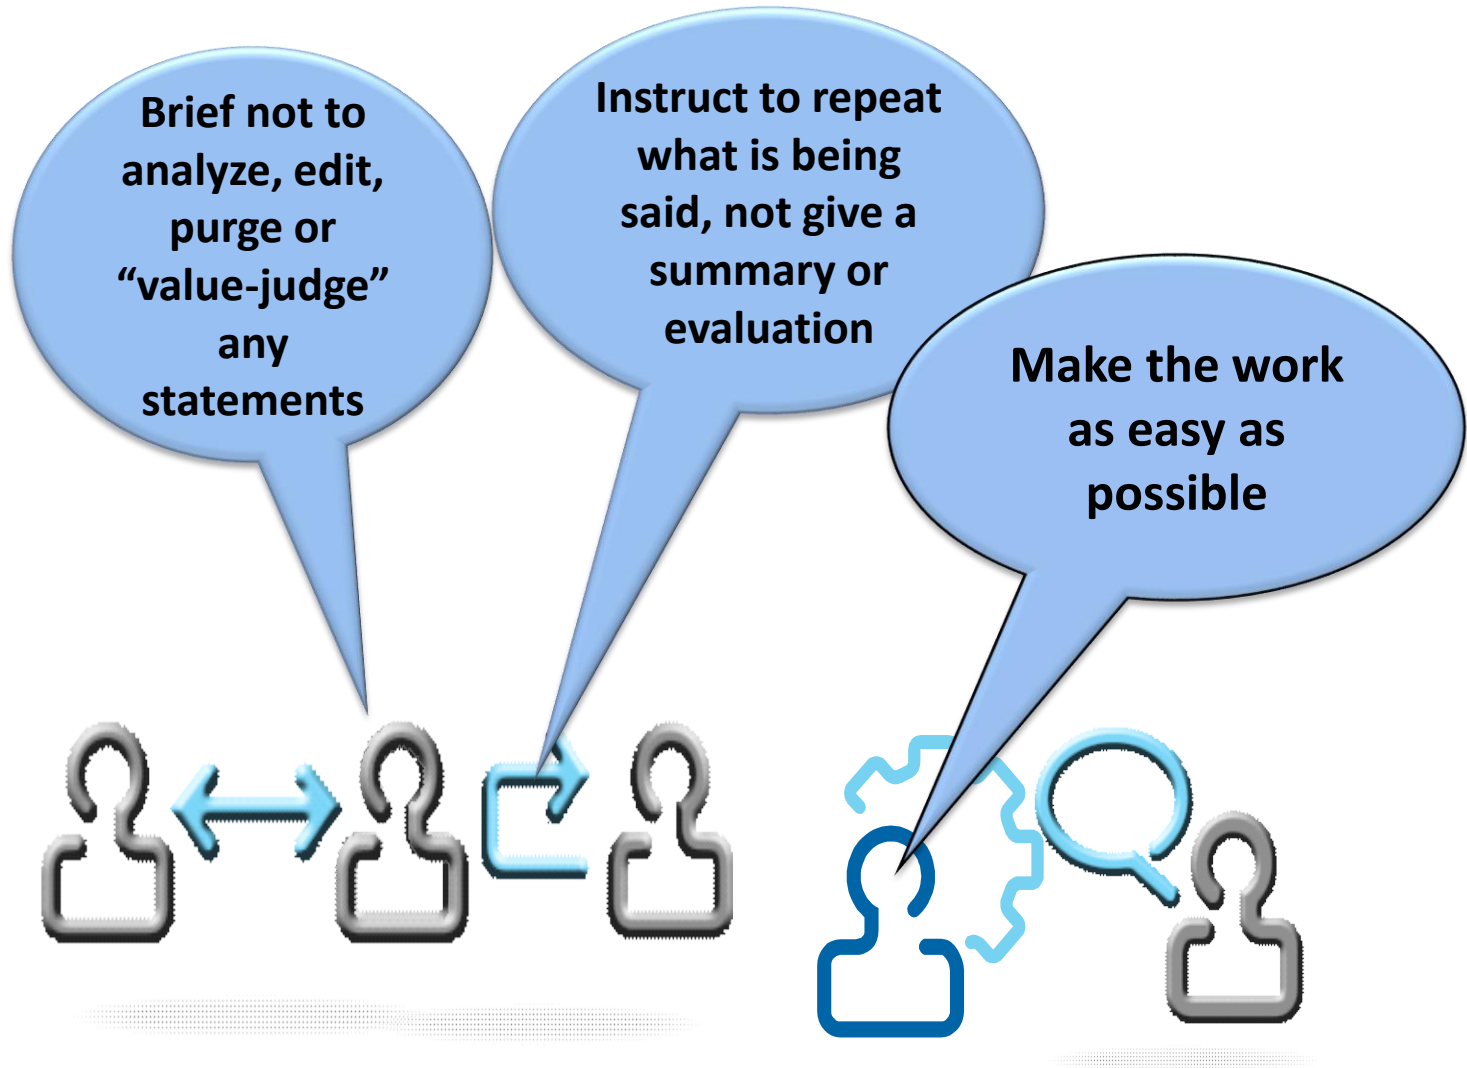 Brief not to
analyze, edit,
purge or
“value-judge”
any
statements
Instruct to repeat
what is being
said, not give a
summary or
evaluation
Make the work
as easy as
possible